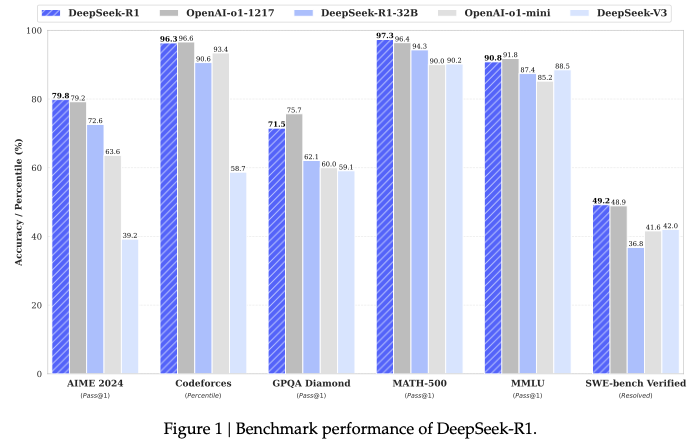 DeepSeek-R1 OpenAI-o1-1217 DeepSeek-R1-32B OpenAI-o1-mini DeepSeek-V3
Accuracy / Percentile (%)
100
80
60
40
20
0
79.8 79.2 72.6 63.6 39.2
96.3 96.6 90.6 93.4 58.7
71.5 75.7 62.1 60.0 59.1
97.3 96.4 94.3 90.0 90.2
90.8 91.8 87.4 85.2 88.5
49.2 48.9 36.8 41.6 42.0
AIME 2024 Codeforces GPQA Diamond MATH-500 MMLU SWE-bench Verified
(Pass@1) (Percentile) (Pass@1) (Pass@1) (Pass@1) (Resolved)
Figure 1 | Benchmark performance of DeepSeek-R1.